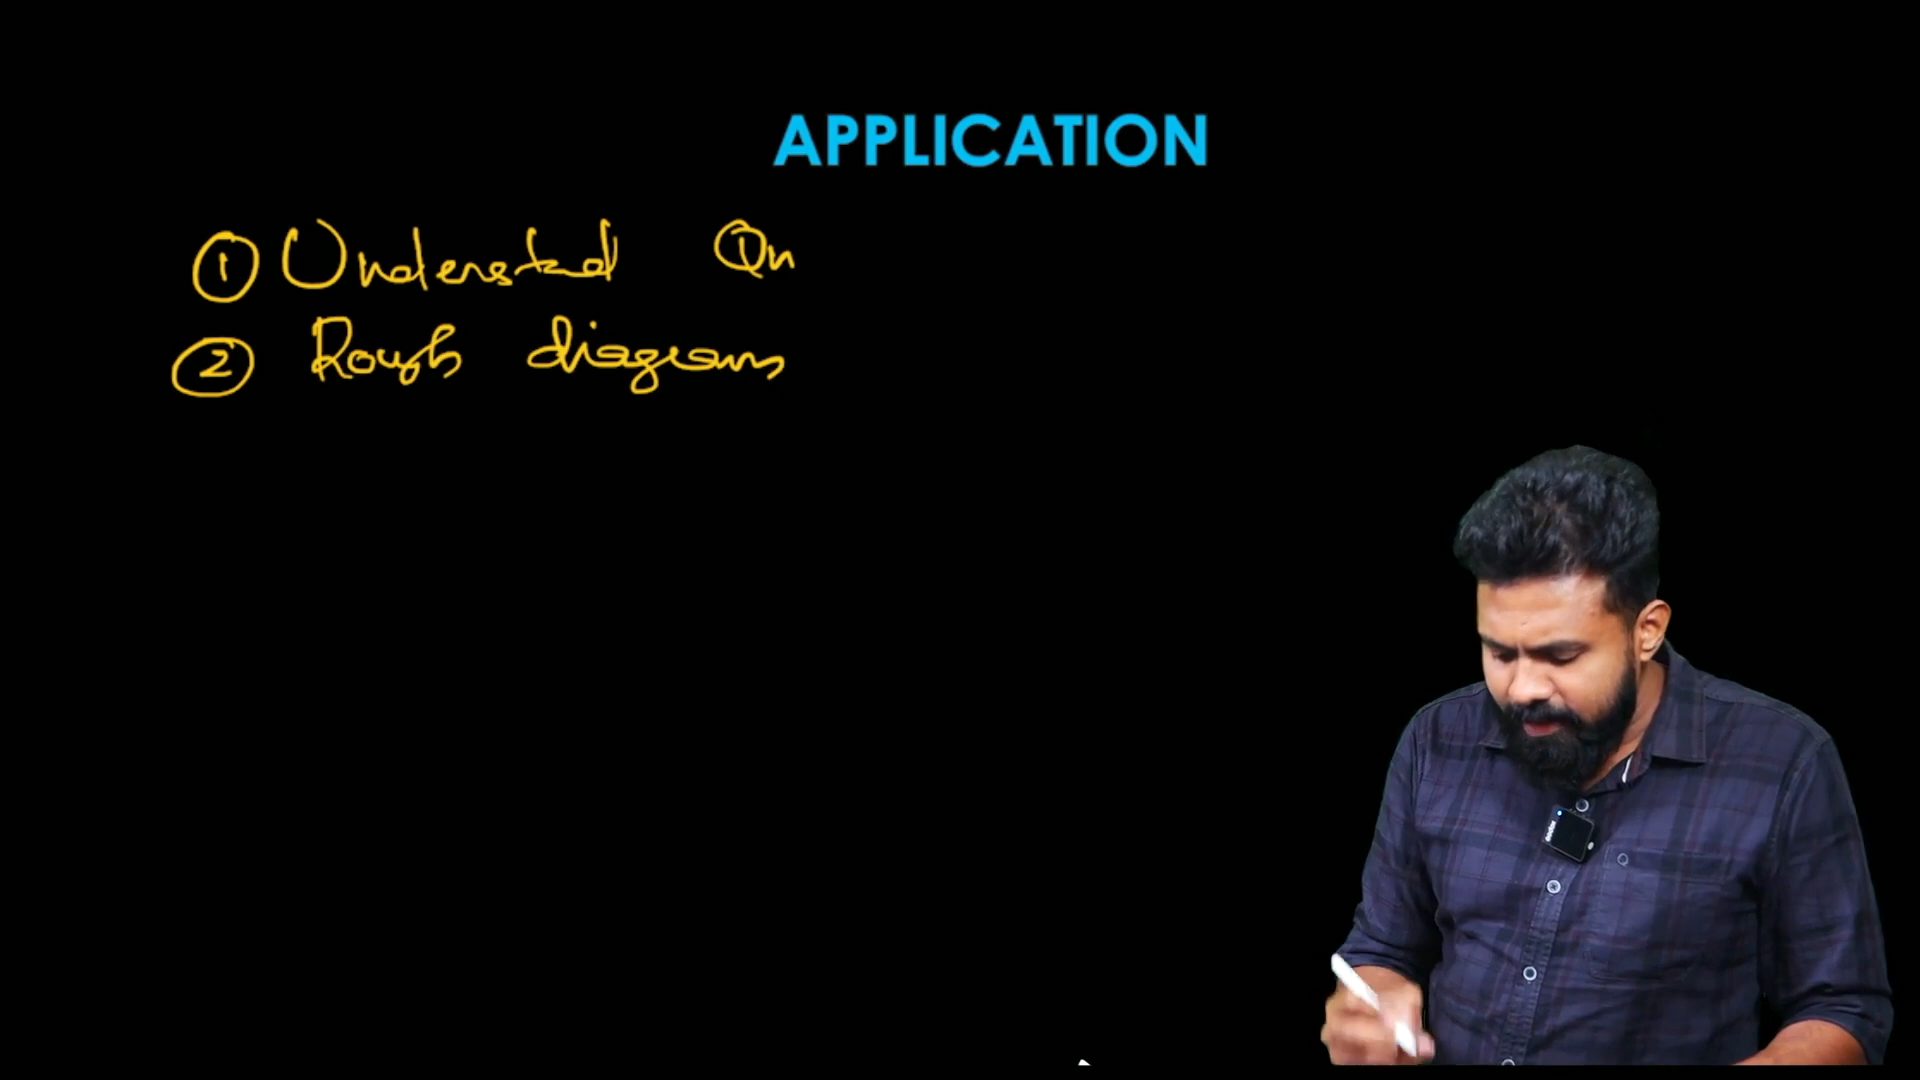 APPLICATION
① Understand Qn
② Rough diagrams